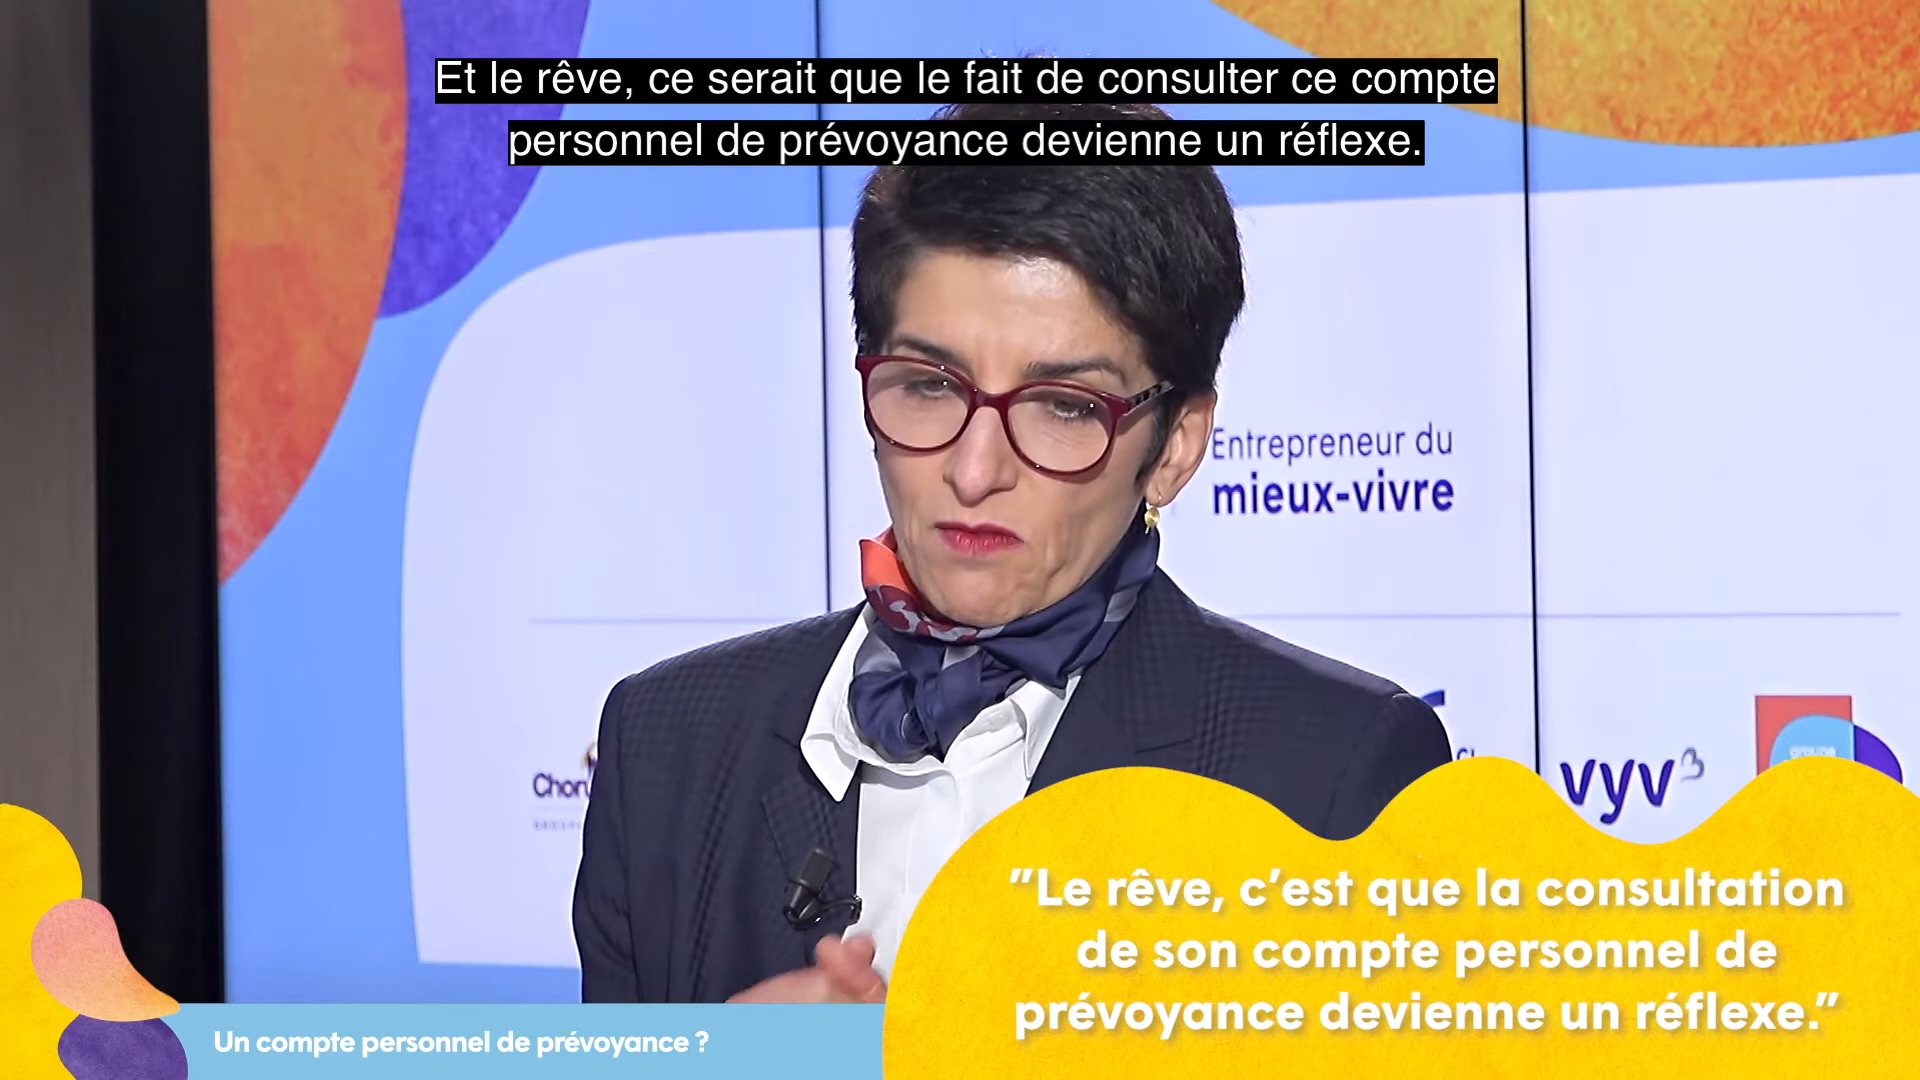 Et le rêve, ce serait que le fait de consulter ce compte
personnel de prévoyance devienne un réflexe.
Entrepreneur du
mieux-vivre
vyv
groupe
"Le rêve, c'est que la consultation
de son compte personnel de
prévoyance devienne un réflexe."
Un compte personnel de prévoyance ?